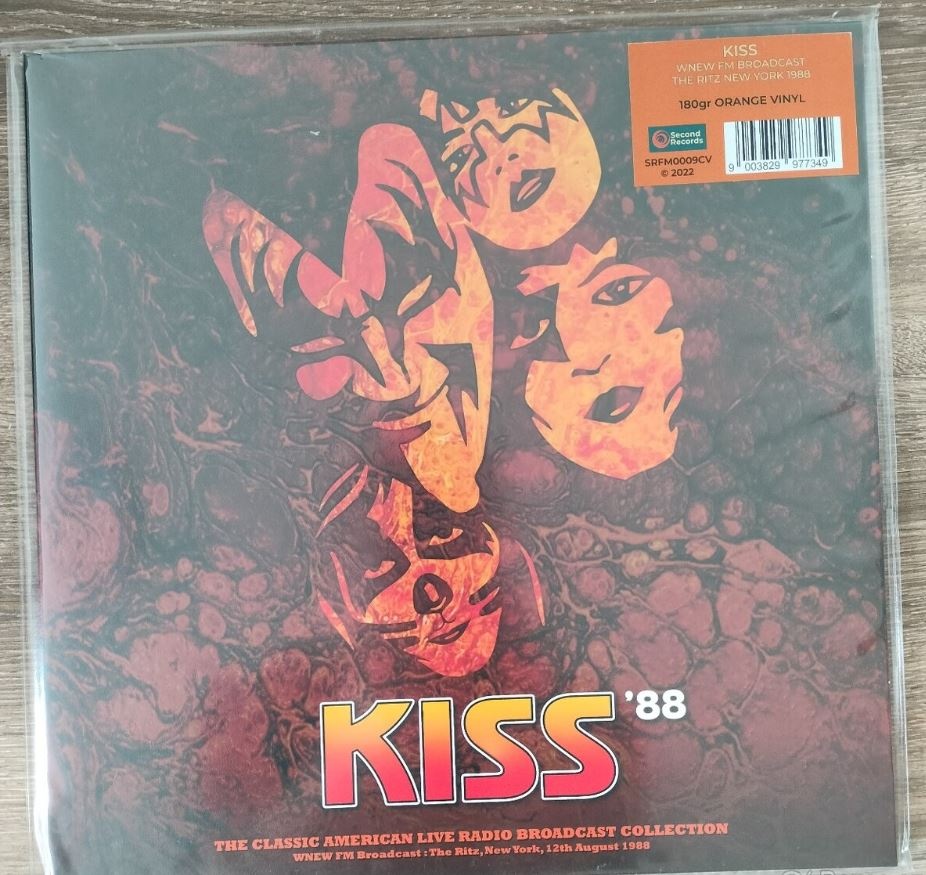 KISS
WNEW FM BROADCAST
THE RITZ NEW YORK 1988
180gr ORANGE VINYL
Second
Records
SRFM0009CV
© 2022
9 003829 977349
KISS '88
THE CLASSIC AMERICAN LIVE RADIO BROADCAST COLLECTION
WNEW FM Broadcast : The Ritz, New York, 12th August 1988